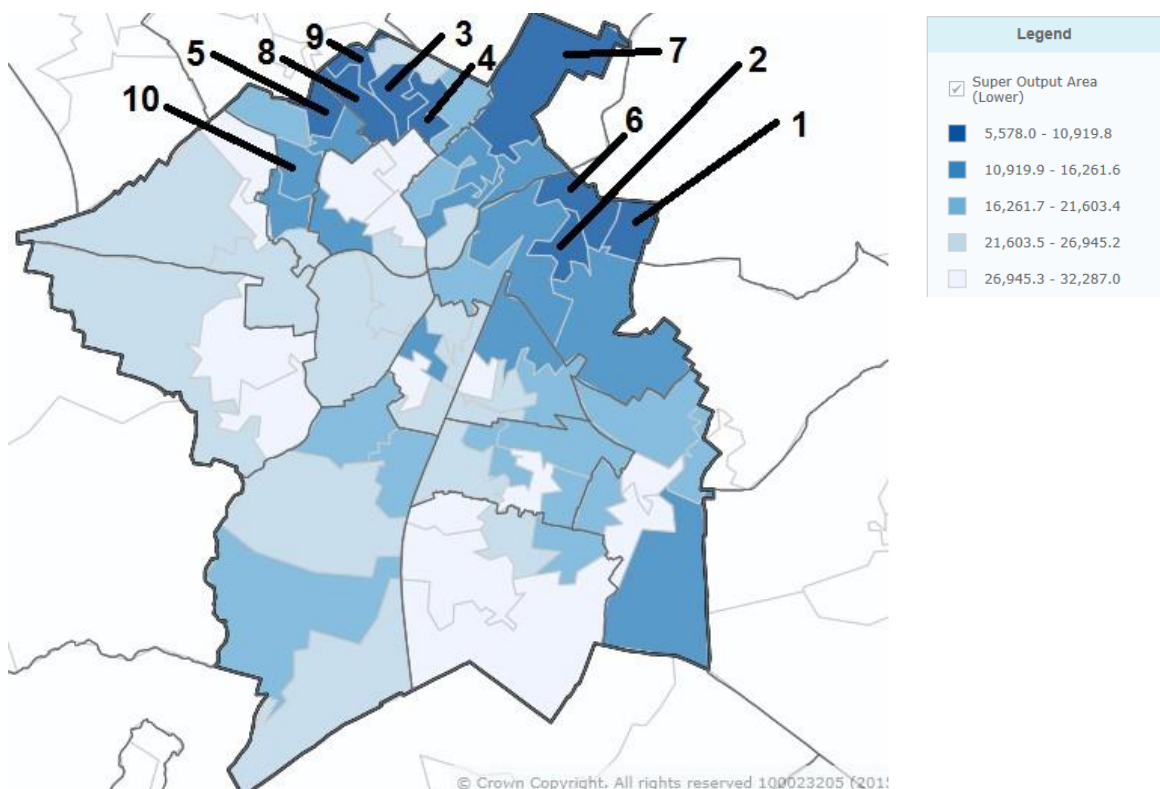 9
3
5
8
4
7
2
10
6
1
Legend
Super Output Area
(Lower)
5,578.0 - 10,919.8
10,919.9 - 16,261.6
16,261.7 - 21,603.4
21,603.5 - 26,945.2
26,945.3 - 32,287.0
© Crown Copyright. All rights reserved 100023205 (201